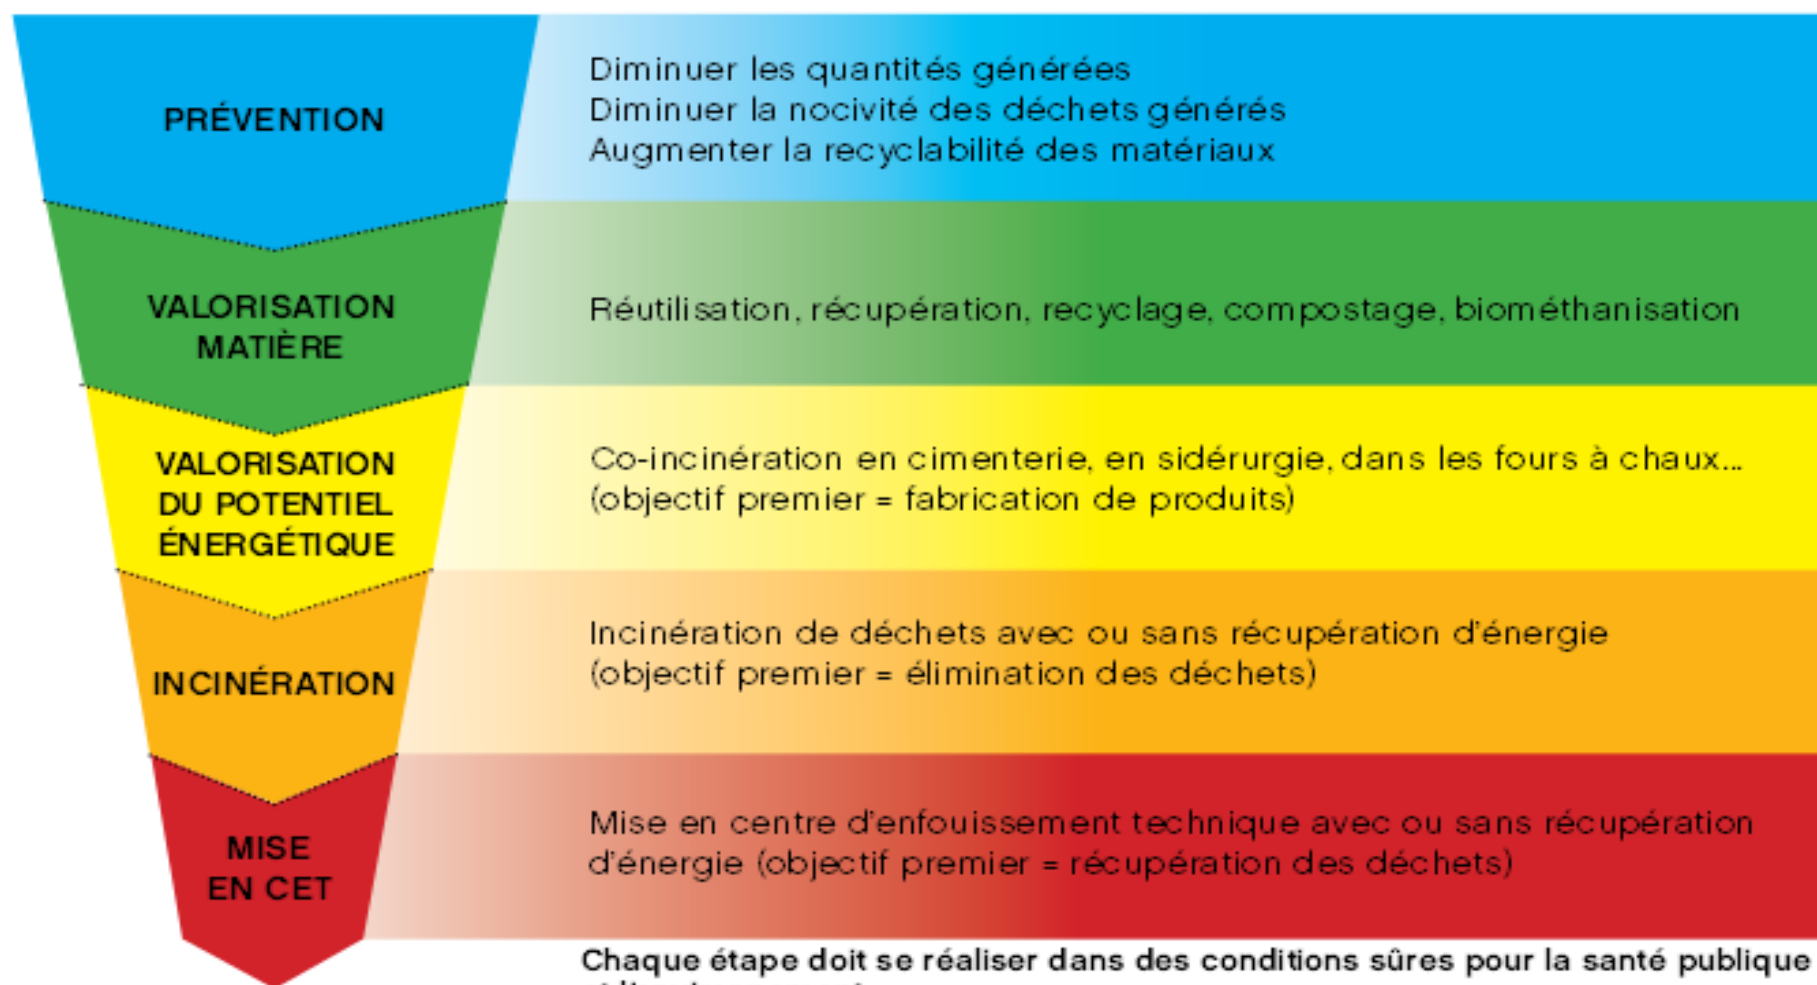 PRÉVENTION
Diminuer les quantités générées
Diminuer la nocivité des déchets générés
Augmenter la recyclabilité des matériaux
VALORISATION
MATIÈRE
Réutilisation, récupération, recyclage, compostage, biométhanisation
VALORISATION
DU POTENTIEL
ÉNERGÉTIQUE
Co-incinération en cimenterie, en sidérurgie, dans les fours à chaux...
(objectif premier = fabrication de produits)
INCINÉRATION
Incinération de déchets avec ou sans récupération d'énergie
(objectif premier = élimination des déchets)
MISE
EN CET
Mise en centre d'enfouissement technique avec ou sans récupération
d'énergie (objectif premier = récupération des déchets)
Chaque étape doit se réaliser dans des conditions sûres pour la santé publique